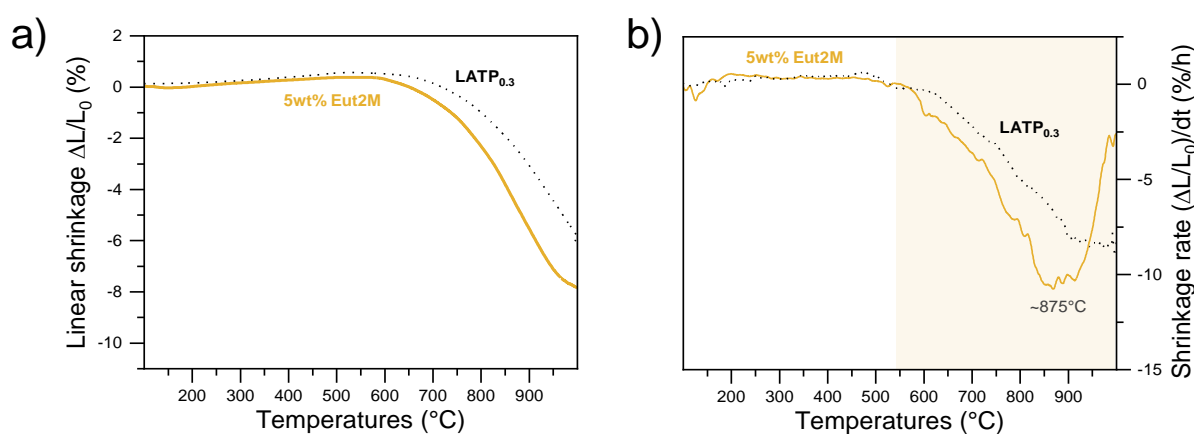 a)
Linear shrinkage ΔL/L0 (%)
2
0
-2
-4
-6
-8
-10
LATP0.3
5wt% Eut2M
200 300 400 500 600 700 800 900
Temperatures (°C)
b)
5wt% Eut2M
LATP0.3
~875°C
0
-5
-10
-15
Shrinkage rate (ΔL/L0)/dt (%/h)
200 300 400 500 600 700 800 900
Temperatures (°C)